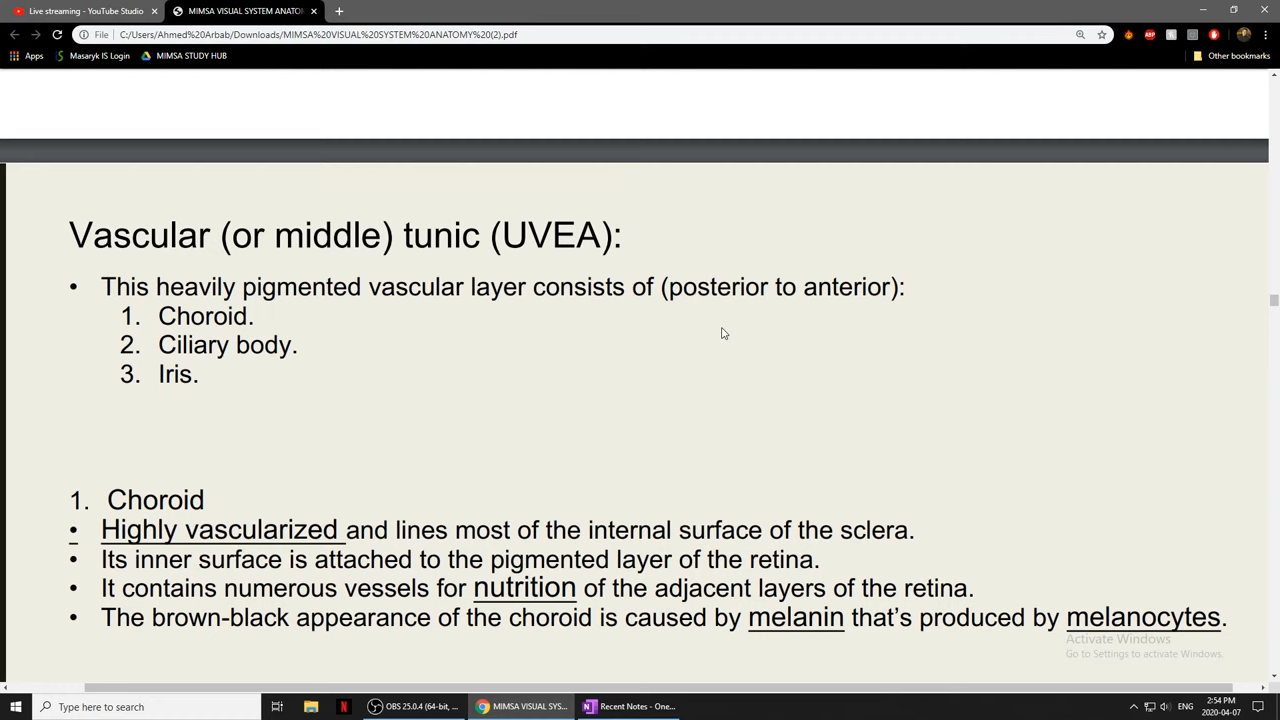 Live streaming - YouTube Studio
MIMSA VISUAL SYSTEM ANATOM
File
C:/Users/Ahmed%20Arbab/Downloads/MIMSA%20VISUAL%20SYSTEM%20ANATOMY%20(2).pdf
ABP
Apps
Masaryk IS Login
MIMSA STUDY HUB
Other bookmarks
Vascular (or middle) tunic (UVEA):
• This heavily pigmented vascular layer consists of (posterior to anterior):
1. Choroid.
2. Ciliary body.
3. Iris.
1. Choroid
• Highly vascularized and lines most of the internal surface of the sclera.
• Its inner surface is attached to the pigmented layer of the retina.
• It contains numerous vessels for nutrition of the adjacent layers of the retina.
• The brown-black appearance of the choroid is caused by melanin that's produced by melanocytes.
Activate Windows
Go to Settings to activate Windows.
Type here to search
OBS 25.0.4 (64-bit, ...
MIMSA VISUAL SYS...
Recent Notes - One...
ENG
2:54 PM
2020-04-07